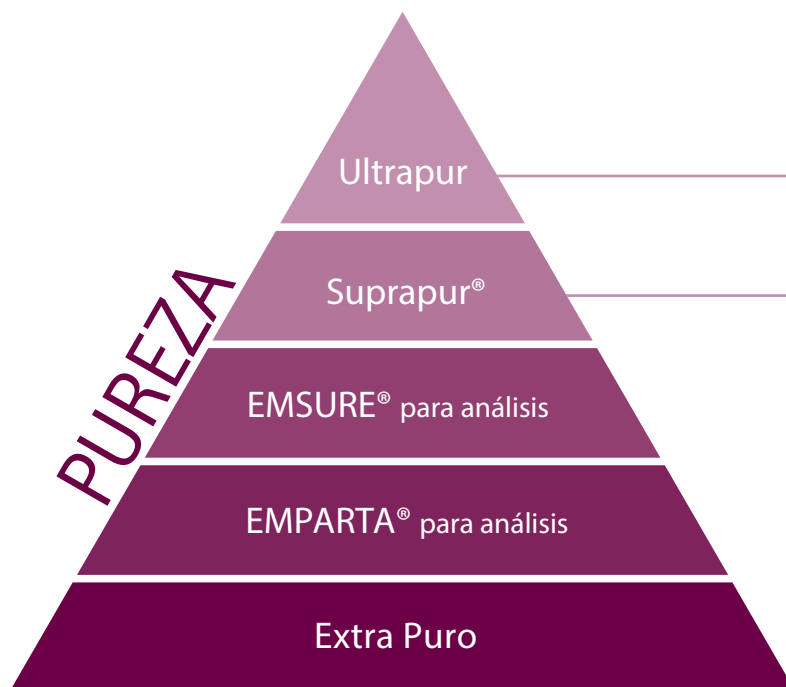 Ultrapur
Suprapur®
PUREZA
EMSURE® para análisis
EMPARTA® para análisis
Extra Puro